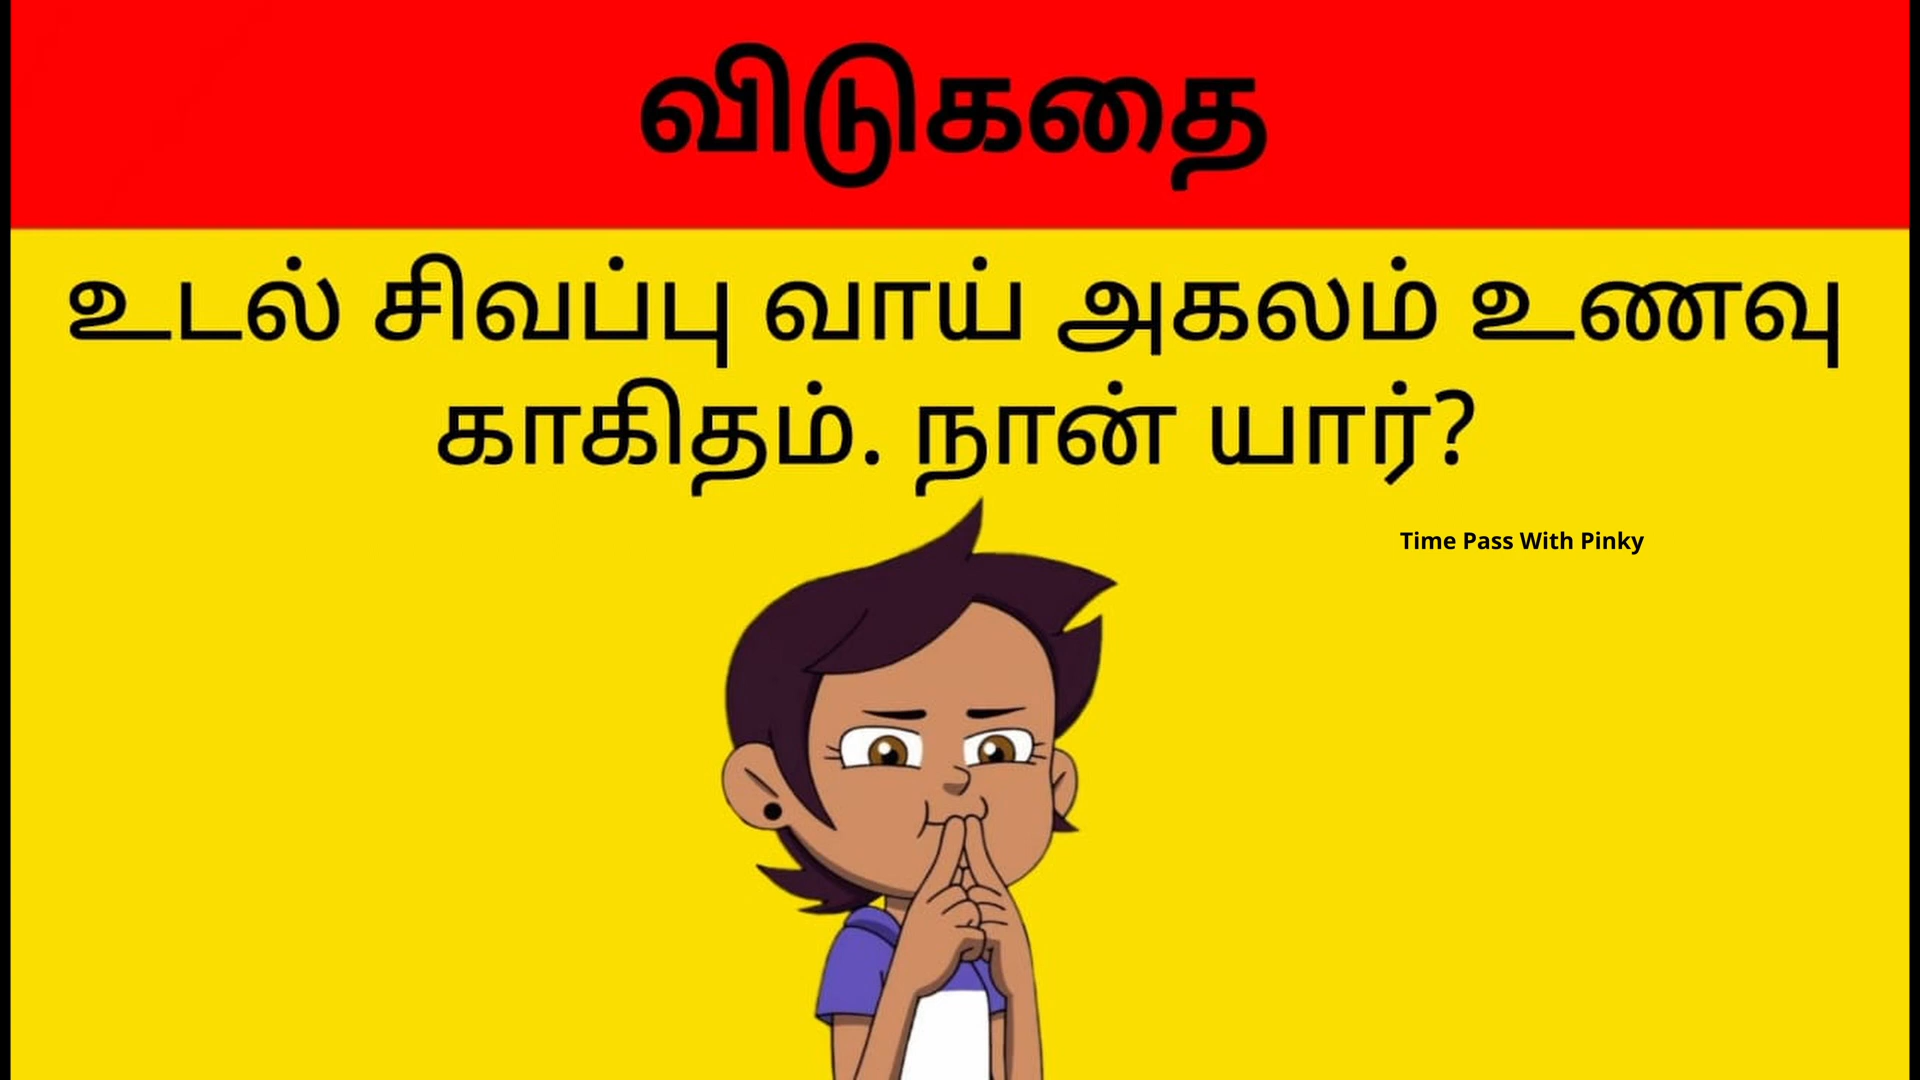 விடுகதை
உடல் சிவப்பு வாய் அகலம் உணவு
காகிதம். நான் யார்?
Time Pass With Pinky